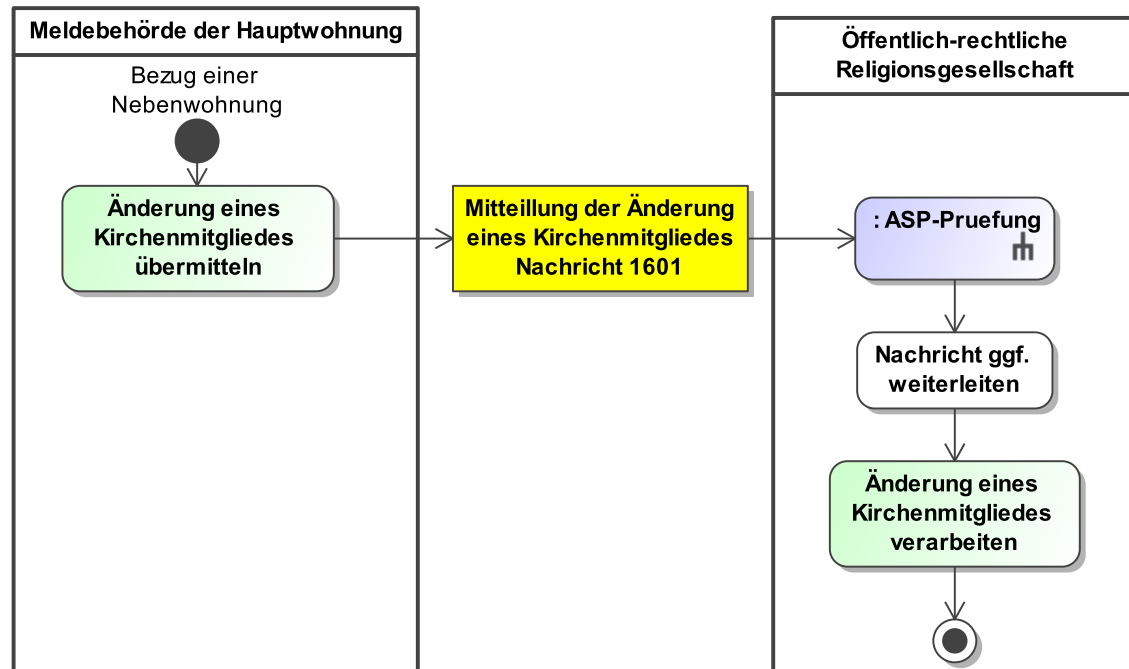 Meldebehörde der Hauptwohnung
Bezug einer
Nebenwohnung
Änderung eines
Kirchenmitgliedes
übermitteln
Mitteillung der Änderung
eines Kirchenmitgliedes
Nachricht 1601
Öffentlich-rechtliche
Religionsgesellschaft
: ASP-Pruefung
Nachricht ggf.
weiterleiten
Änderung eines
Kirchenmitgliedes
verarbeiten